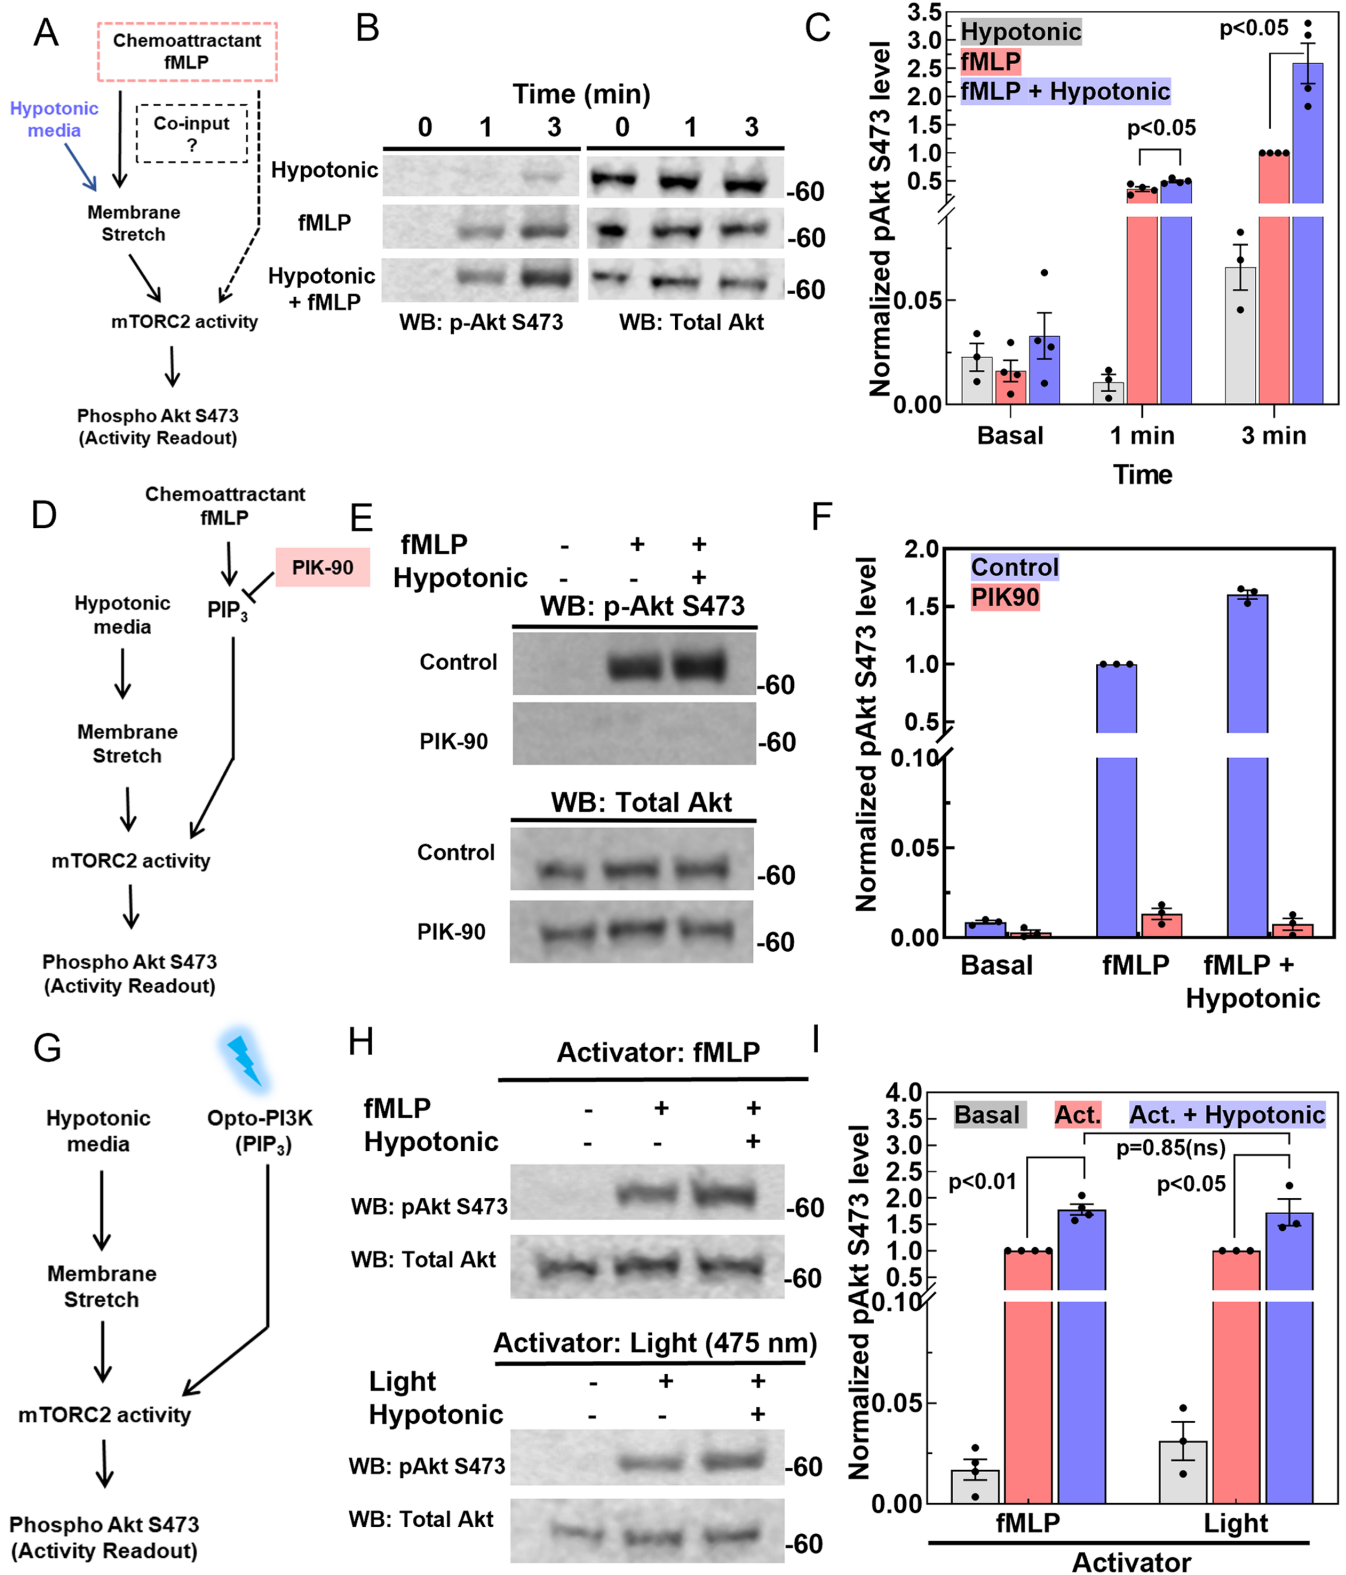 A
Chemoattractant
fMLP
Hypotonic
media
Co-input
?
Membrane
Stretch
mTORC2 activity
Phospho Akt S473
(Activity Readout)
B
Time (min)
0 1 3 0 1 3
Hypotonic
-60
fMLP
-60
Hypotonic
+ fMLP
-60
WB: p-Akt S473 WB: Total Akt
C
Normalized pAkt S473 level
3.5
3.0
2.5
2.0
1.5
1.0
0.5
0.05
0.00
Hypotonic
fMLP
fMLP + Hypotonic
p<0.05
p<0.05
Basal 1 min 3 min
Time
D
Chemoattractant
fMLP
PIK-90
PIP3
Hypotonic
media
Membrane
Stretch
mTORC2 activity
Phospho Akt S473
(Activity Readout)
E
fMLP - + +
Hypotonic - - +
WB: p-Akt S473
Control
-60
PIK-90
-60
WB: Total Akt
Control
-60
PIK-90
-60
F
Normalized pAkt S473 level
2.0
1.5
1.0
0.5
0.10
0.05
0.00
Control
PIK90
Basal fMLP fMLP +
Hypotonic
G
Hypotonic
media
Opto-PI3K
(PIP3)
Membrane
Stretch
mTORC2 activity
Phospho Akt S473
(Activity Readout)
H
Activator: fMLP
fMLP - + +
Hypotonic - - +
WB: pAkt S473
-60
WB: Total Akt
-60
Activator: Light (475 nm)
Light - + +
Hypotonic - - +
WB: pAkt S473
-60
WB: Total Akt
-60
I
Normalized pAkt S473 level
4.0
3.5
3.0
2.5
2.0
1.5
1.0
0.5
0.10
0.05
0.00
Basal Act. Act. + Hypotonic
p=0.85(ns)
p<0.01
p<0.05
fMLP Light
Activator